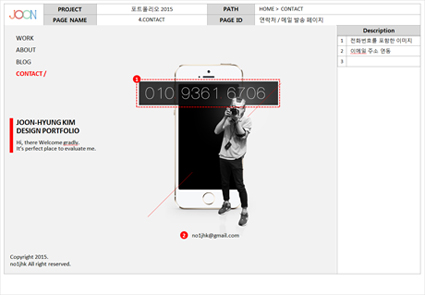 JOON
PROJECT 포트폴리오 2015 PATH HOME > CONTACT
PAGE NAME 4.CONTACT PAGE ID 연락처 / 메일 발송 페이지
Description
1 전화번호를 포함한 이미지
2 이메일 주소 연동
3
WORK
ABOUT
BLOG
CONTACT /
1
010 9361 6706
JOON-HYUNG KIM
DESIGN PORTFOLIO
Hi, there Welcome gradly.
It's perfect place to evaluate me.
2 no1jhk@gmail.com
Copyright 2015.
no1jhk All right reserved.